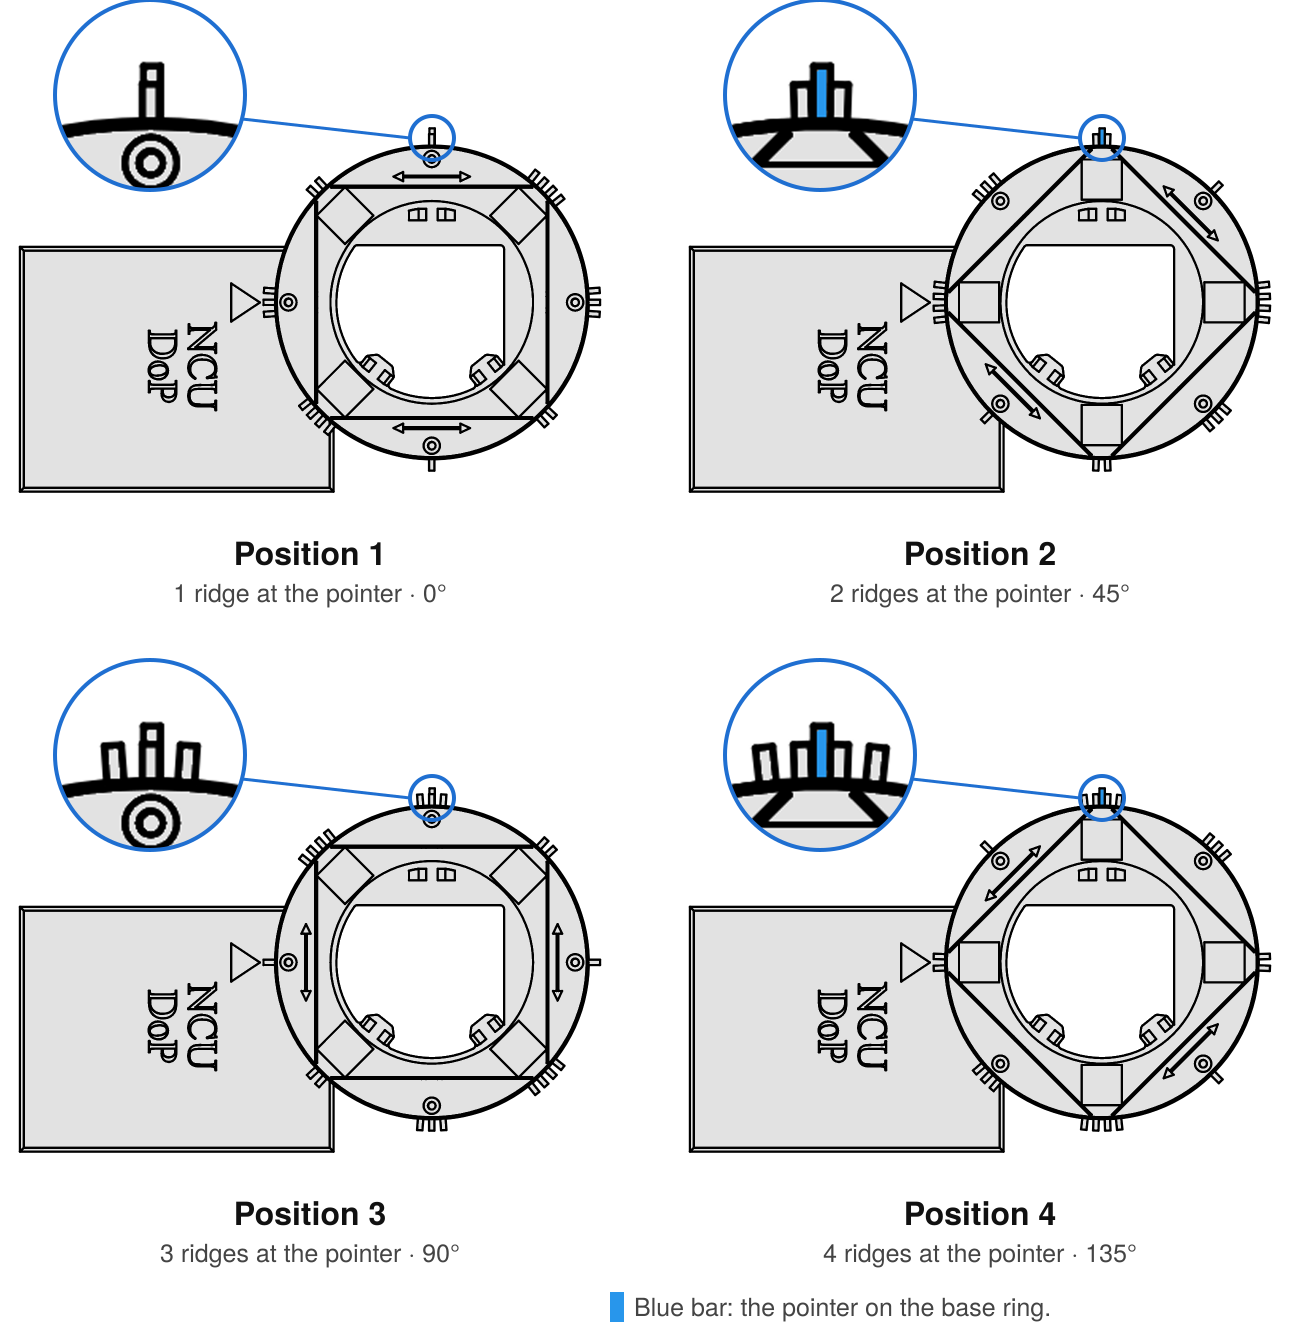 NCU
DoP
NCU
DoP
Position 1
1 ridge at the pointer · 0°
Position 2
2 ridges at the pointer · 45°
NCU
DoP
NCU
DoP
Position 3
3 ridges at the pointer · 90°
Position 4
4 ridges at the pointer · 135°
Blue bar: the pointer on the base ring.